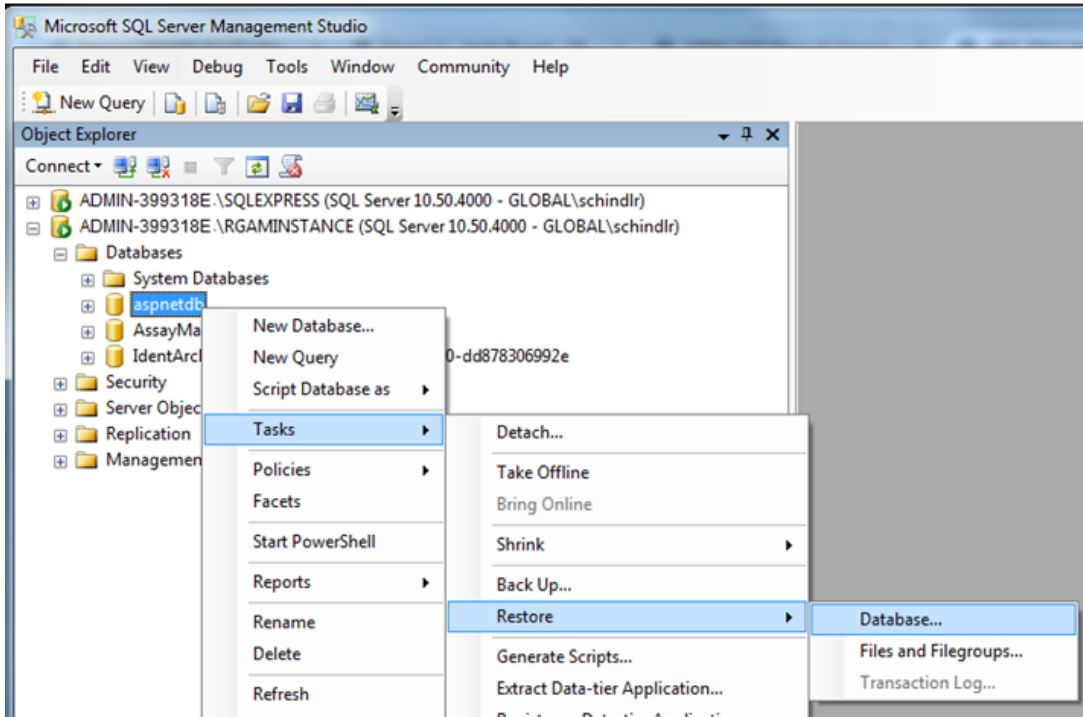 Microsoft SQL Server Management Studio
File Edit View Debug Tools Window Community Help
New Query
Object Explorer
Connect
ADMIN-399318E.\SQLEXPRESS (SQL Server 10.50.4000 - GLOBAL\schindlr)
ADMIN-399318E.\RGAMINSTANCE (SQL Server 10.50.4000 - GLOBAL\schindlr)
Databases
System Databases
aspnetdb
AssayMa
IdentArcl 0-dd878306992e
Security
Server Objec
Replication
Managemen
New Database...
New Query
Script Database as
Tasks
Policies
Facets
Start PowerShell
Reports
Rename
Delete
Refresh
Detach...
Take Offline
Bring Online
Shrink
Back Up...
Restore
Generate Scripts...
Extract Data-tier Application...
Database...
Files and Filegroups...
Transaction Log...